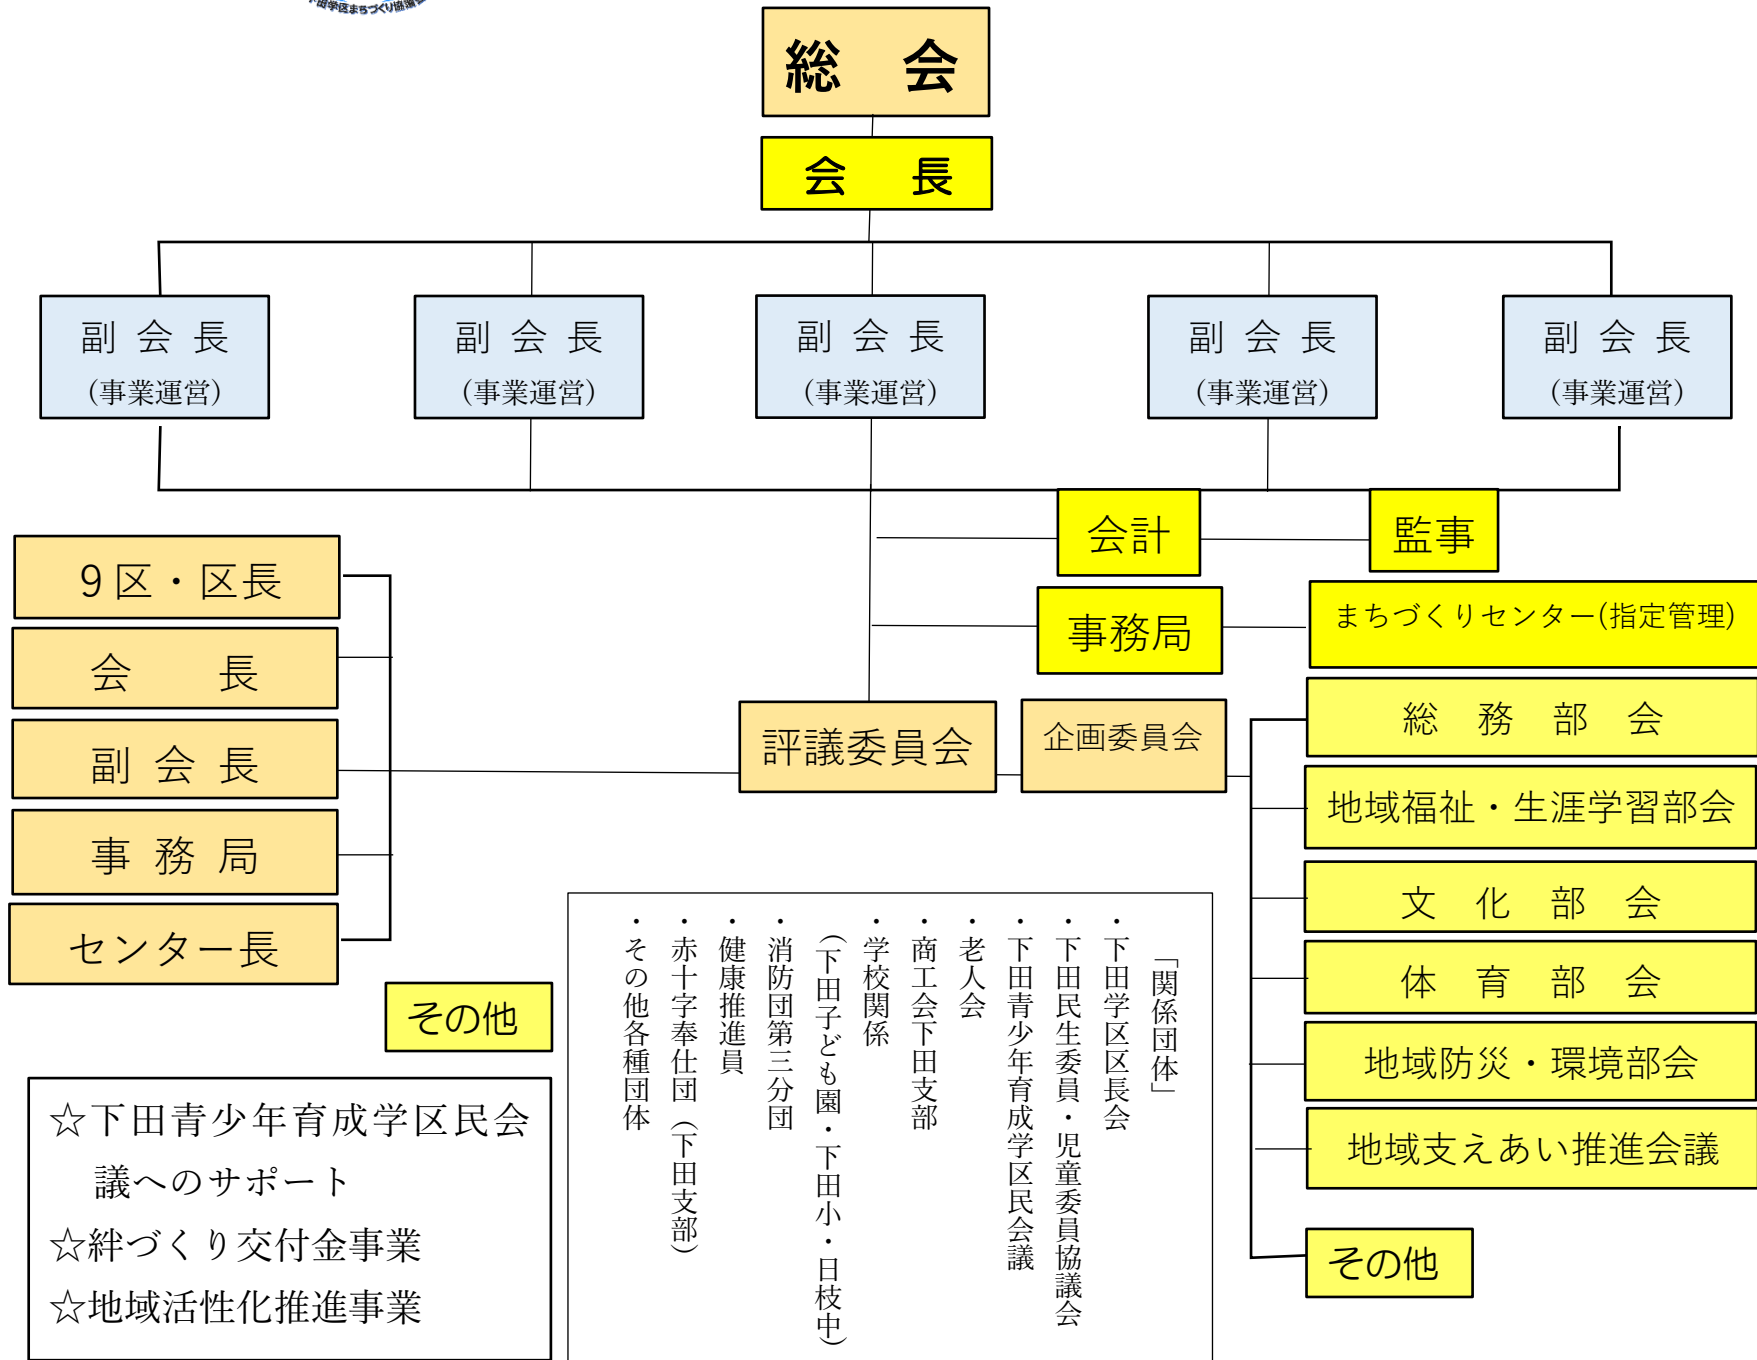 下田学区まちづくり協議会
総　会
会　長
副 会 長
(事業運営)
副 会 長
(事業運営)
副 会 長
(事業運営)
副 会 長
(事業運営)
副 会 長
(事業運営)
会計
監事
事務局
まちづくりセンター(指定管理)
9区・区長
会　長
副 会 長
事 務 局
センター長
その他
評議委員会
企画委員会
総　務　部　会
地域福祉・生涯学習部会
文　化　部　会
体　育　部　会
地域防災・環境部会
地域支えあい推進会議
その他
「関係団体」
・下田学区区長会
・下田民生委員・児童委員協議会
・下田青少年育成学区民会議
・老人会
・商工会下田支部
・学校関係
(下田子ども園・下田小・日枝中)
・消防団第三分団
・健康推進員
・赤十字奉仕団(下田支部)
・その他各種団体
☆下田青少年育成学区民会
議へのサポート
☆絆づくり交付金事業
☆地域活性化推進事業